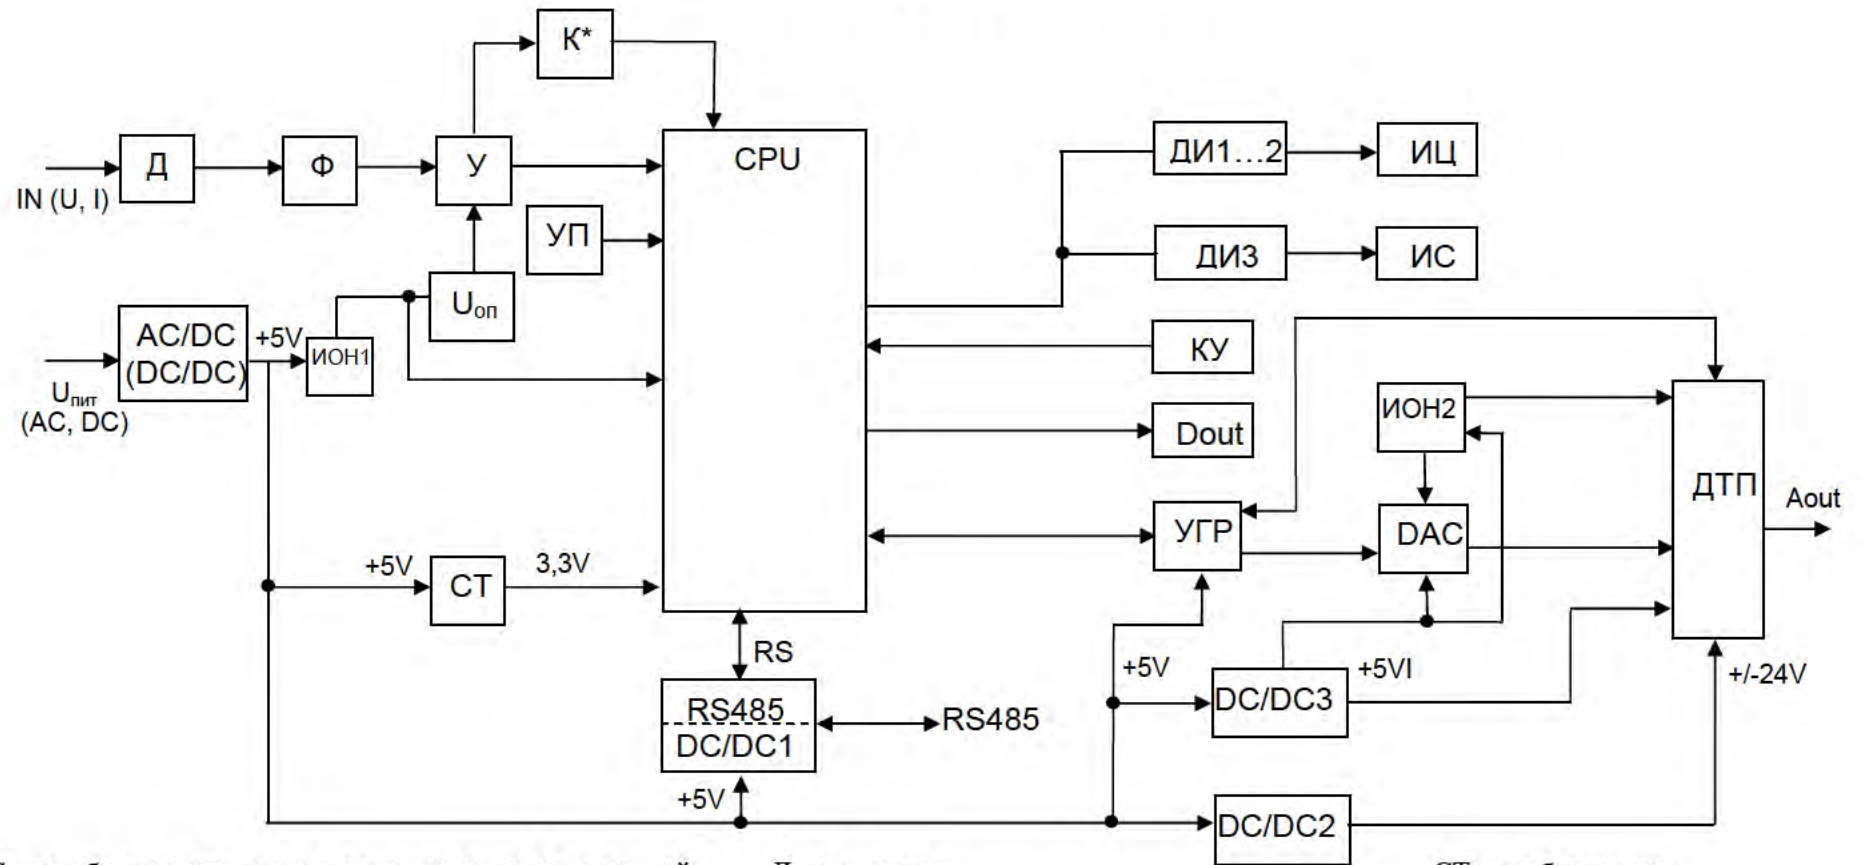 K*
Д
Ф
У
CPU
ДИ1...2
ИЦ
IN (U, I)
УП
ДИ3
ИС
Uоп
AC/DC
(DC/DC)
+5V
ИОН1
КУ
Uпит
(AC, DC)
ИОН2
Dout
ДТП
Aout
УГР
DAC
+5V
СТ
3,3V
RS
+5V
+5VI
+/-24V
DC/DC3
RS485
DC/DC1
RS485
+5V
DC/DC2